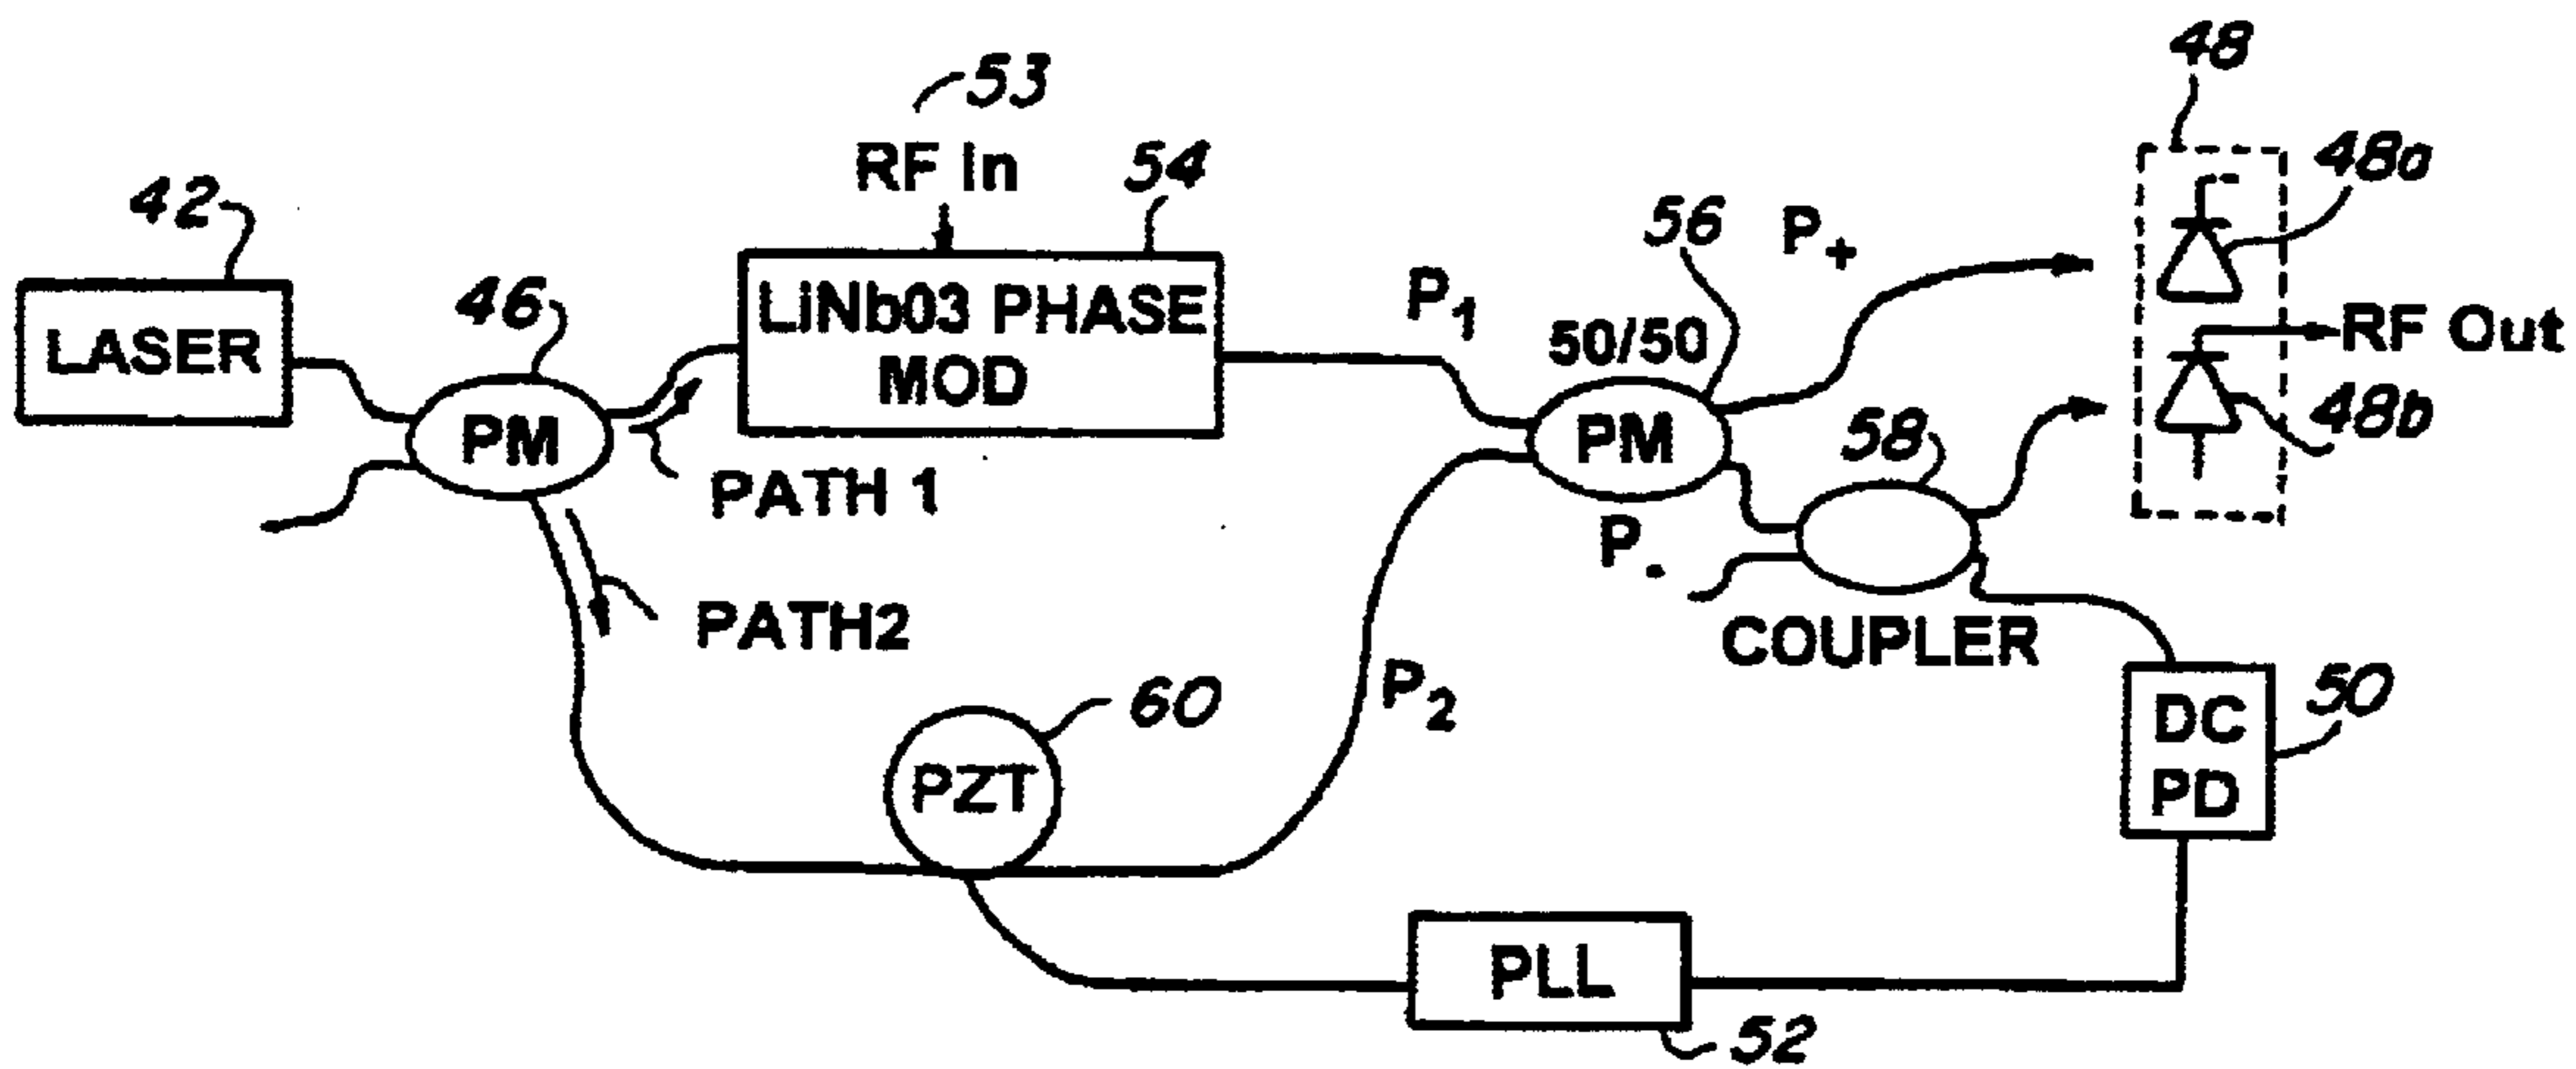 48
53
RF In
54
48a
42
56
P+
46
LASER
PM
LiNb03 PHASE
MOD
P1
50/50
PM
RF Out
48b
58
PATH 1
P-
PATH2
COUPLER
P2
60
PZT
DC
PD
50
PLL
52